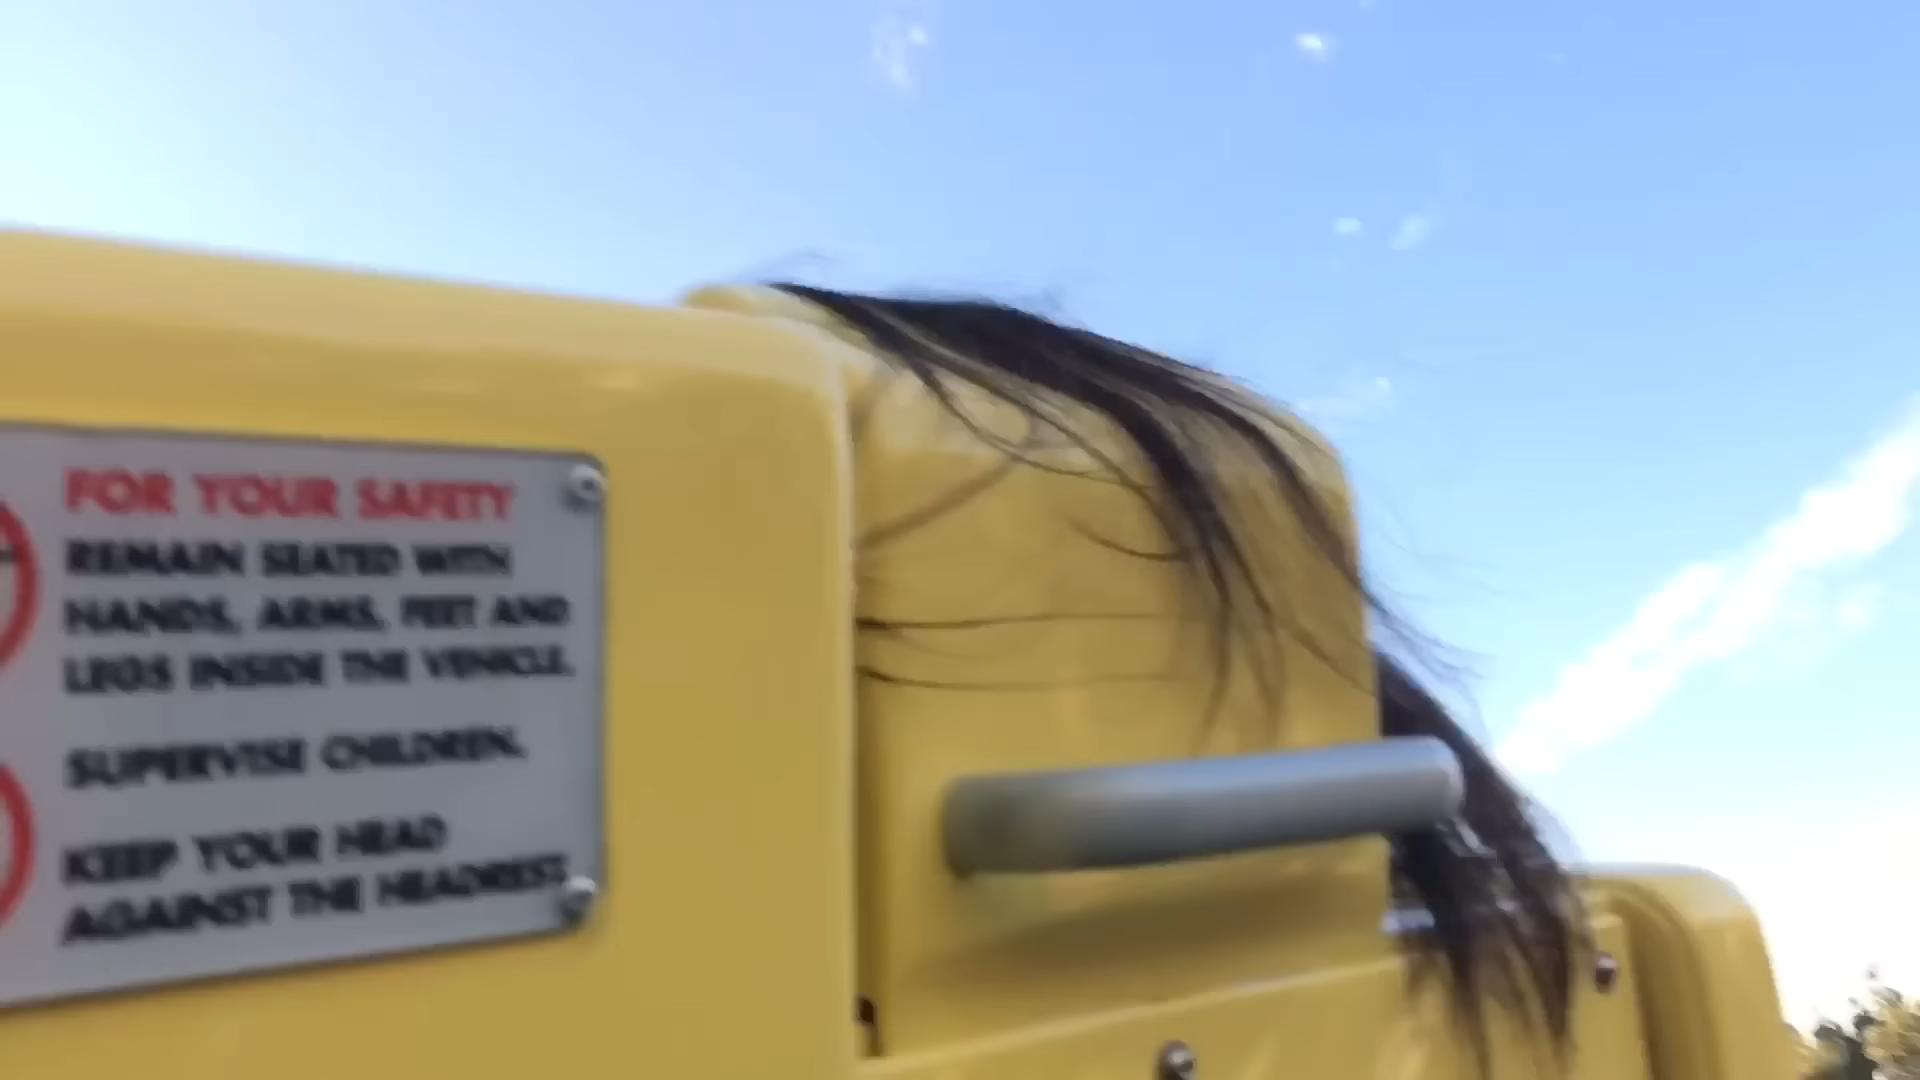 FOR YOUR SAFETY
REMAIN SEATED WITH
HANDS, ARMS, FEET AND
LEGS INSIDE THE VEHICLE.
SUPERVISE CHILDREN.
KEEP YOUR HEAD
AGAINST THE HEADREST